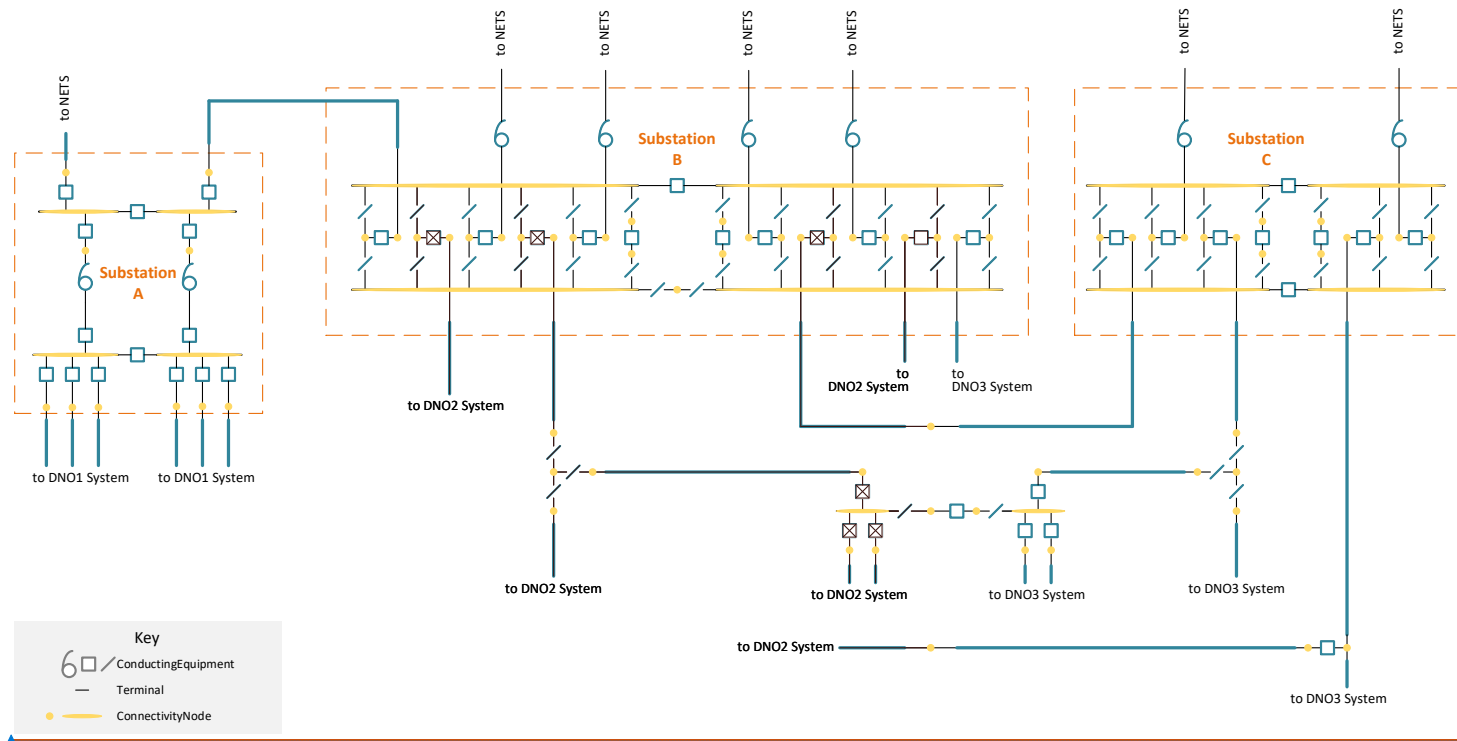 to NETS
to NETS
to NETS
to NETS
to NETS
to NETS
to NETS
Substation
A
Substation
B
Substation
C
to DNO1 System
to DNO1 System
to DNO2 System
to
DNO2 System
to
DNO3 System
to DNO2 System
to DNO2 System
to DNO3 System
to DNO3 System
to DNO2 System
to DNO3 System
Key
ConductingEquipment
Terminal
ConnectivityNode